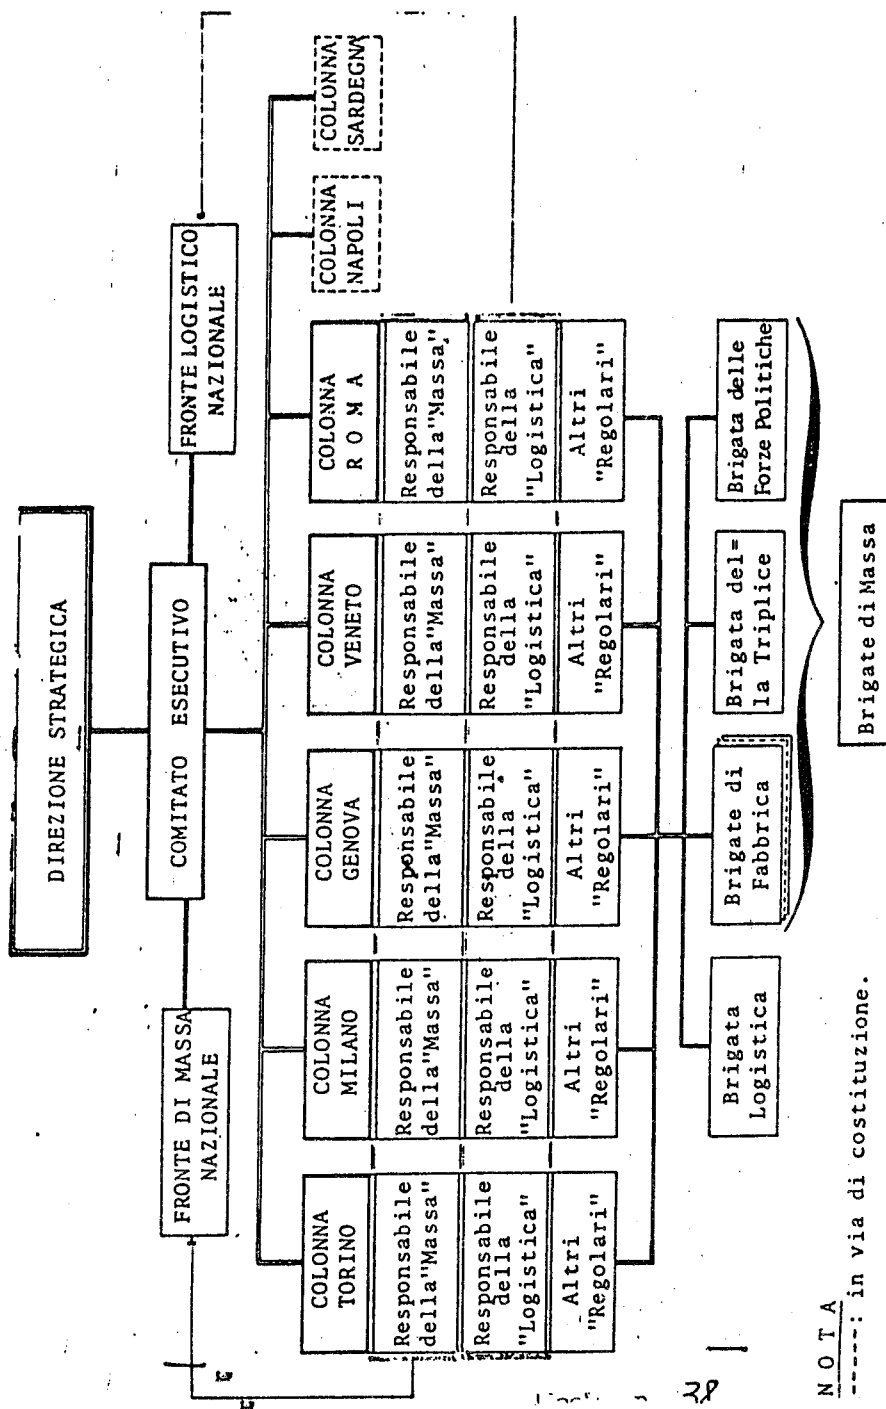 DIREZIONE STRATEGICA
FRONTE DI MASSA
NAZIONALE
COMITATO ESECUTIVO
FRONTE LOGISTICO
NAZIONALE
COLONNA
TORINO
Responsabile
della"Massa"
Responsabile
della
"Logistica"
Altri
"Regolari"
COLONNA
MILANO
Responsabile
della"Massa"
Responsabile
della
"Logistica"
Altri
"Regolari"
COLONNA
GENOVA
Responsabile
della"Massa"
Responsabile
della
"Logistica"
Altri
"Regolari"
COLONNA
VENETO
Responsabile
della"Massa"
Responsabile
della
"Logistica"
Altri
"Regolari"
COLONNA
R O M A
Responsabile
della"Massa"
Responsabile
della
"Logistica"
Altri
"Regolari"
COLONNA
NAPOLI
COLONNA
SARDEGNA
Brigata
Logistica
Brigate di
Fabbrica
Brigata del=
la Triplice
Brigata delle
Forze Politiche
Brigate di Massa
N O T A
-----: in via di costituzione.
28